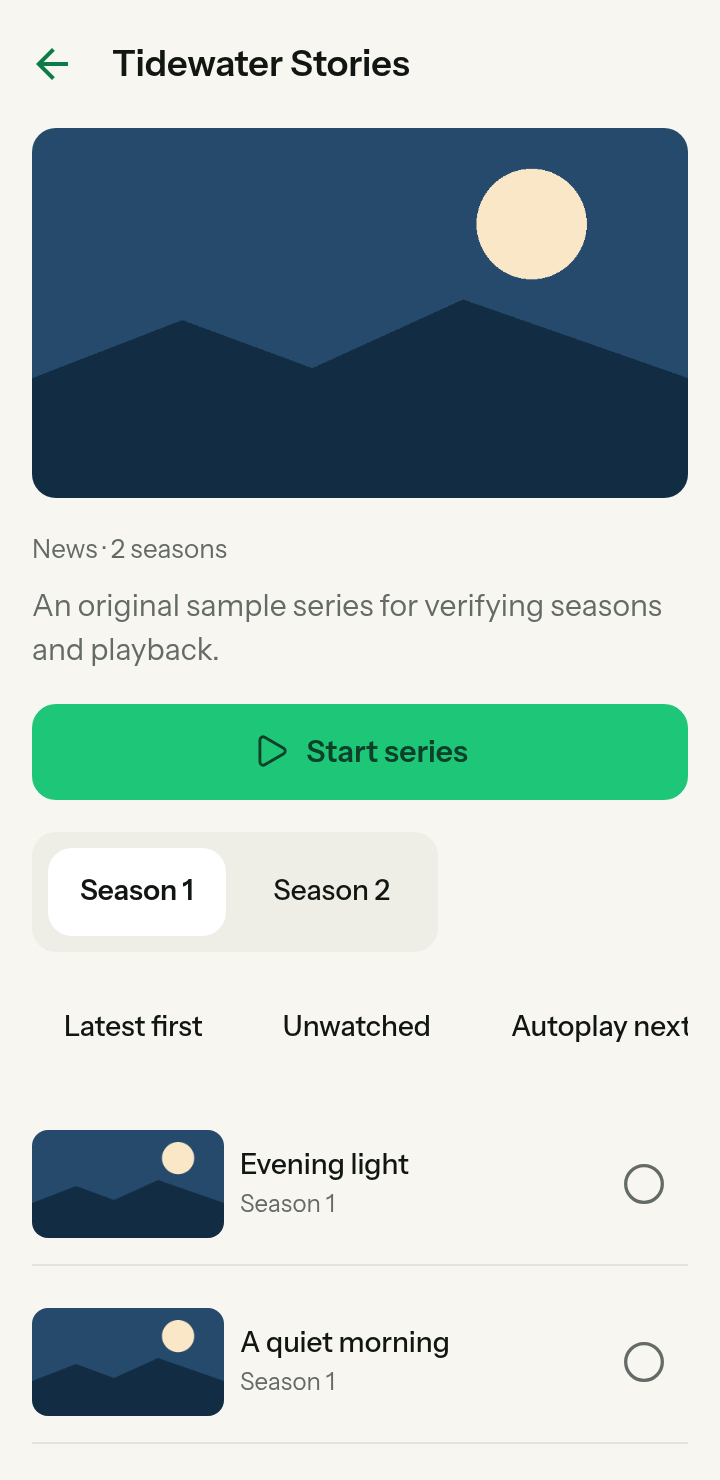 Tidewater Stories
News · 2 seasons
An original sample series for verifying seasons
and playback.
Start series
Season 1
Season 2
Latest first
Unwatched
Autoplay next
Evening light
Season 1
A quiet morning
Season 1